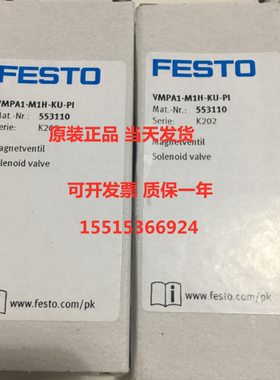 FESTO
VMPA1-M1H-KU-PI
Mat.-Nr.: 553110
Serie: K202
Magnetventil
Solenoid valve
www.festo.com/pk
FESTO
VMPA1-M1H-KU-PI
Mat.-Nr.: 553110
Serie: K202
Magnetventil
Solenoid valve
www.festo.com/pk
原装正品 当天发货
可开发票 质量保证
15515366924